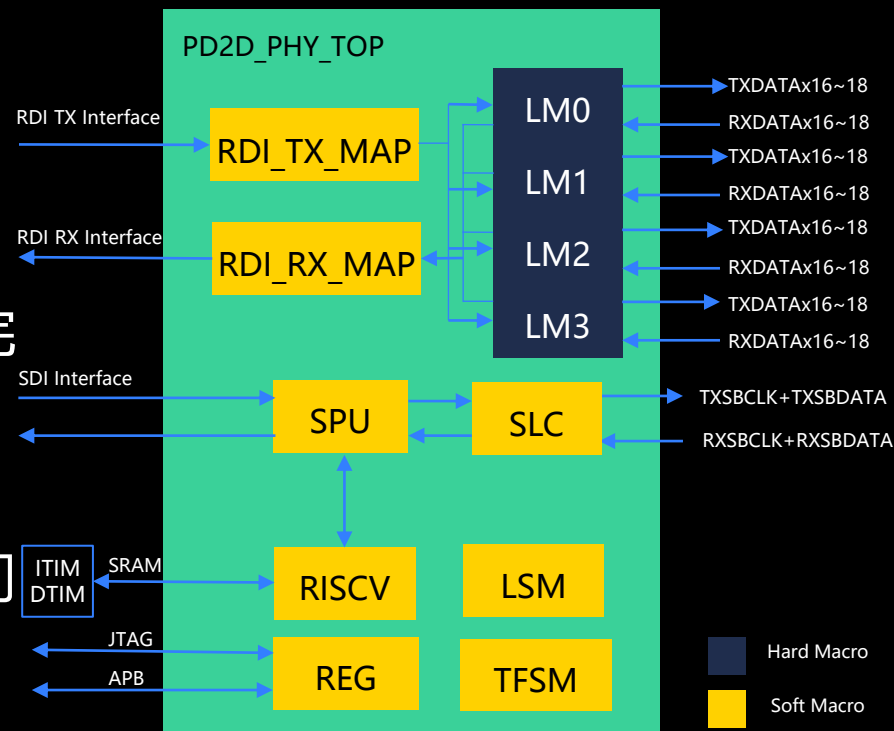 PD2D_PHY_TOP
RDI TX Interface
RDI_TX_MAP
RDI RX Interface
RDI_RX_MAP
LM0
LM1
LM2
LM3
TXDATAx16~18
RXDATAx16~18
TXDATAx16~18
RXDATAx16~18
TXDATAx16~18
RXDATAx16~18
TXDATAx16~18
RXDATAx16~18
SDI Interface
SPU
SLC
TXSBCLK+TXSBDATA
RXSBCLK+RXSBDATA
ITIM
DTIM
SRAM
RISCV
LSM
JTAG
APB
REG
TFSM
Hard Macro
Soft Macro